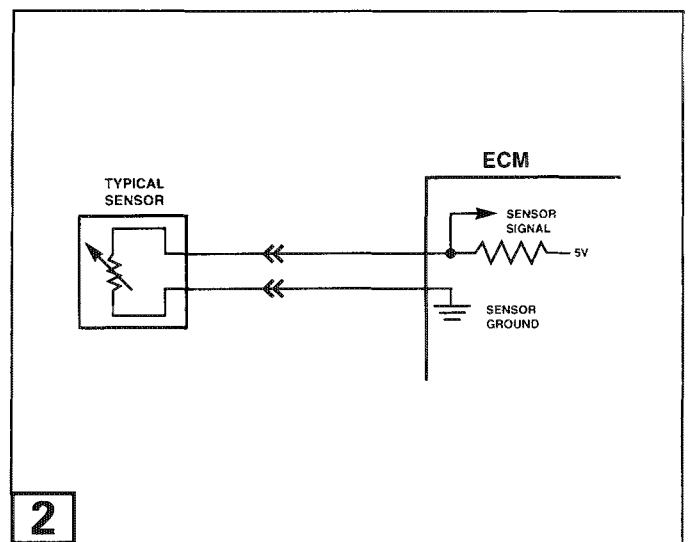 ECM
TYPICAL
SENSOR
SENSOR
SIGNAL
5V
SENSOR
GROUND
2